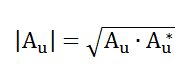 |A_u| = √(A_u · A_u^*)